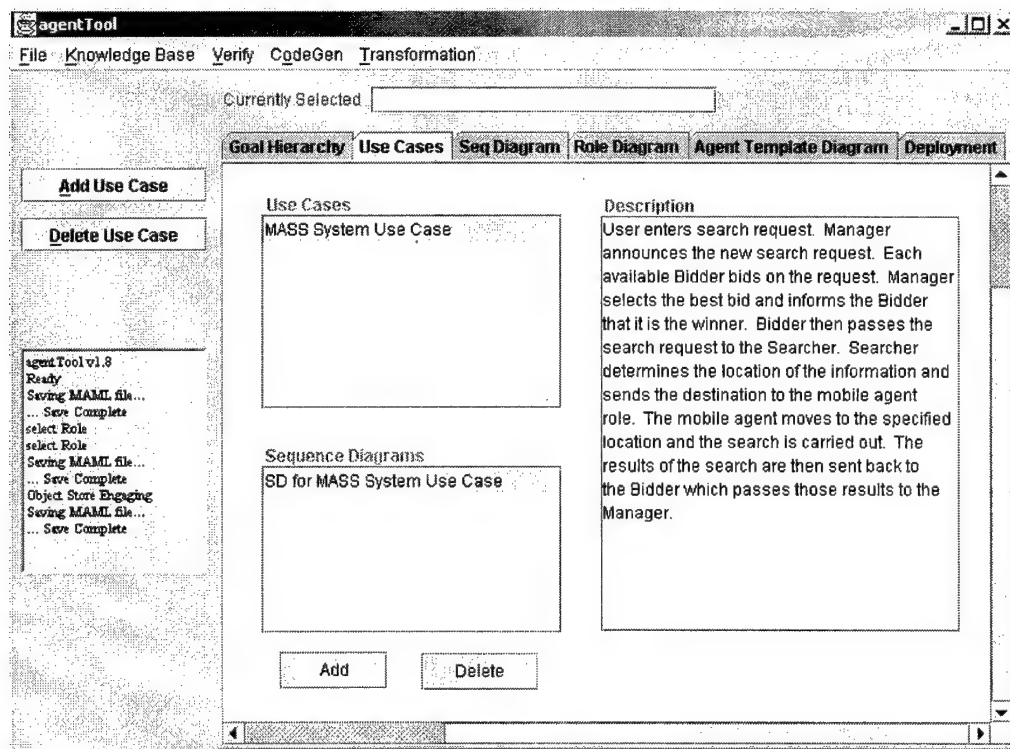 agentTool
File Knowledge Base Verify CodeGen Transformation
Currently Selected
Goal Hierarchy Use Cases Seq Diagram Role Diagram Agent Template Diagram Deployment
Add Use Case
Delete Use Case
agentTool v1.8
Ready
Saving MAML file...
... Save Complete
select Role
select Role
Saving MAML file...
... Save Complete
Object Store Engaging
Saving MAML file...
... Save Complete
Use Cases
MASS System Use Case
Sequence Diagrams
SD for MASS System Use Case
Add Delete
Description
User enters search request. Manager
announces the new search request. Each
available Bidder bids on the request. Manager
selects the best bid and informs the Bidder
that it is the winner. Bidder then passes the
search request to the Searcher. Searcher
determines the location of the information and
sends the destination to the mobile agent
role. The mobile agent moves to the specified
location and the search is carried out. The
results of the search are then sent back to
the Bidder which passes those results to the
Manager.